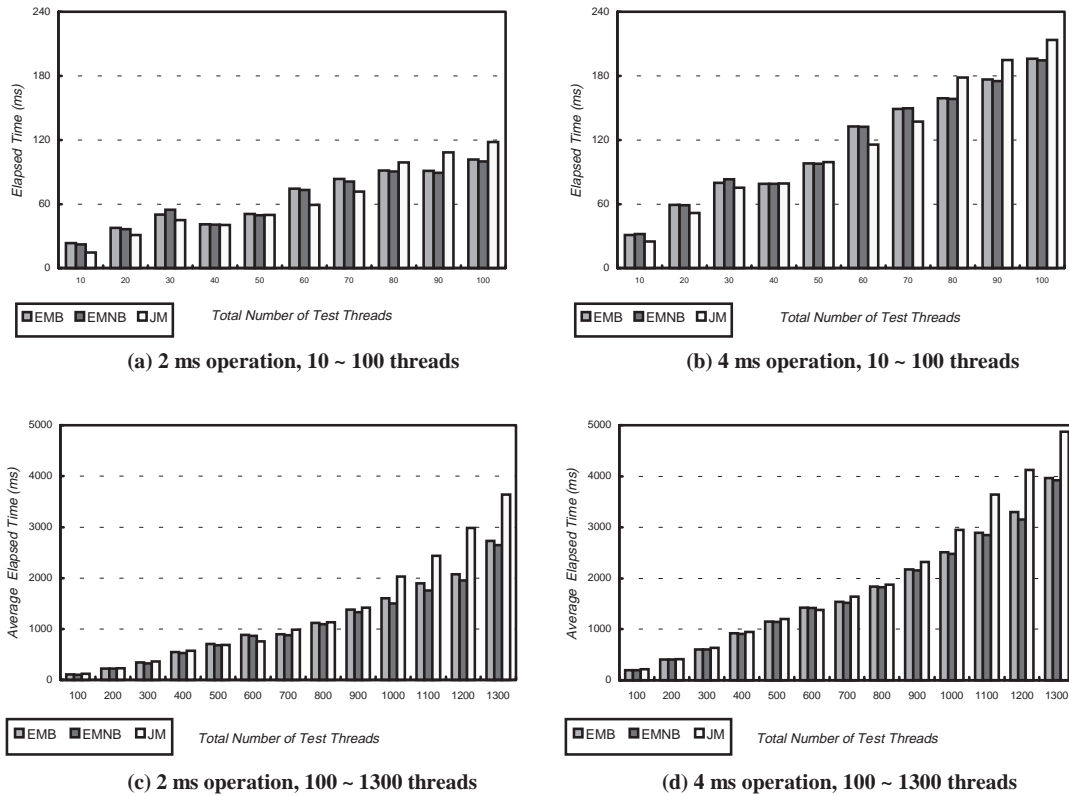 240
180
120
60
0
Elapsed Time (ms)
10 20 30 40 50 60 70 80 90 100
EMB EMNB JM
Total Number of Test Threads
(a) 2 ms operation, 10 ~ 100 threads
240
180
120
60
0
Elapsed Time (ms)
10 20 30 40 50 60 70 80 90 100
EMB EMNB JM
Total Number of Test Threads
(b) 4 ms operation, 10 ~ 100 threads
5000
4000
3000
2000
1000
0
Average Elapsed Time (ms)
100 200 300 400 500 600 700 800 900 1000 1100 1200 1300
EMB EMNB JM
Total Number of Test Threads
(c) 2 ms operation, 100 ~ 1300 threads
5000
4000
3000
2000
1000
0
Average Elapsed Time (ms)
100 200 300 400 500 600 700 800 900 1000 1100 1200 1300
EMB EMNB JM
Total Number of Test Threads
(d) 4 ms operation, 100 ~ 1300 threads